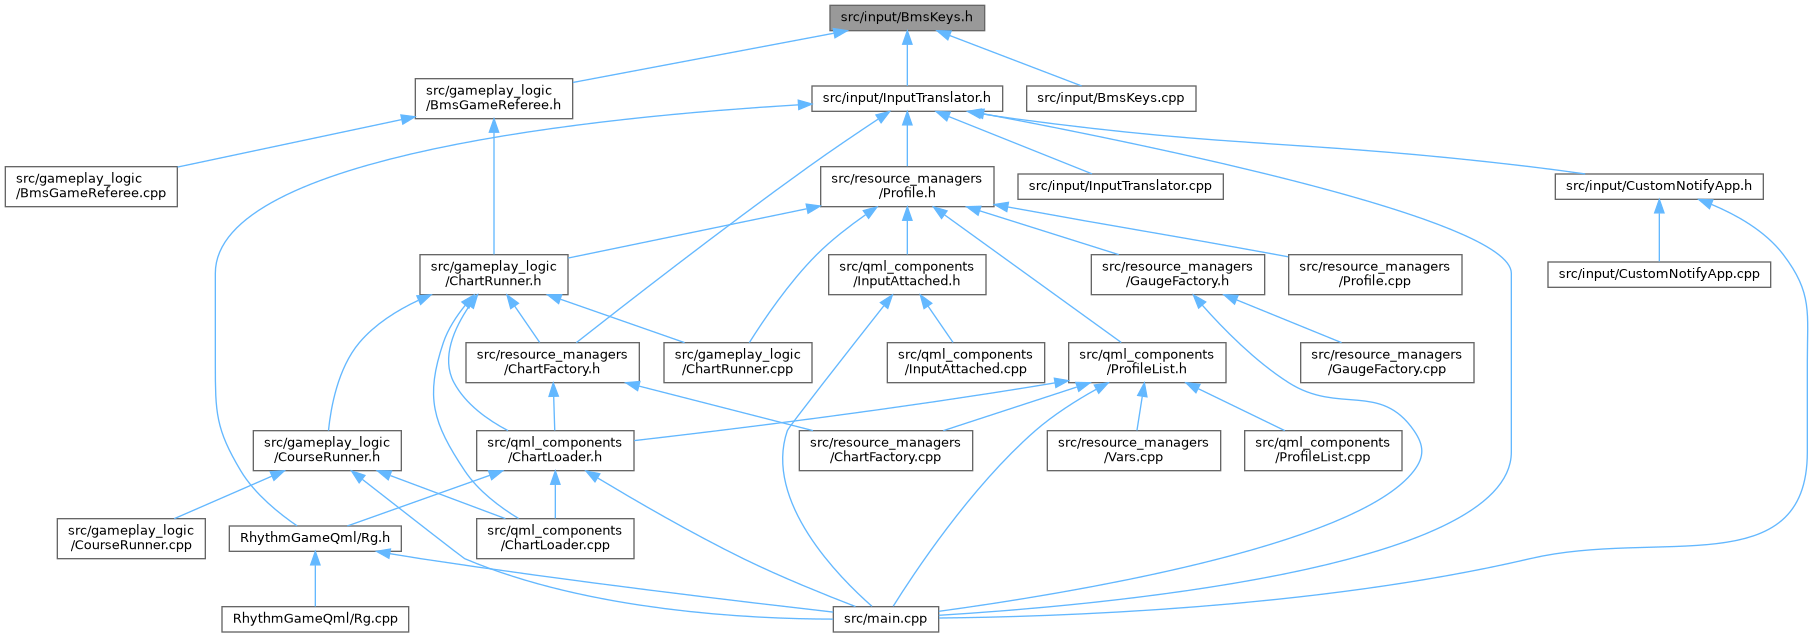 src/input/BmsKeys.h
src/gameplay_logic
/BmsGameReferee.h
src/input/InputTranslator.h
src/input/BmsKeys.cpp
src/gameplay_logic
/BmsGameReferee.cpp
src/resource_managers
/Profile.h
src/input/InputTranslator.cpp
src/input/CustomNotifyApp.h
src/gameplay_logic
/ChartRunner.h
src/qml_components
/InputAttached.h
src/resource_managers
/GaugeFactory.h
src/resource_managers
/Profile.cpp
src/input/CustomNotifyApp.cpp
src/resource_managers
/ChartFactory.h
src/gameplay_logic
/ChartRunner.cpp
src/qml_components
/InputAttached.cpp
src/qml_components
/ProfileList.h
src/resource_managers
/GaugeFactory.cpp
src/gameplay_logic
/CourseRunner.h
src/qml_components
/ChartLoader.h
src/resource_managers
/ChartFactory.cpp
src/resource_managers
/Vars.cpp
src/qml_components
/ProfileList.cpp
src/gameplay_logic
/CourseRunner.cpp
RhythmGameQml/Rg.h
src/qml_components
/ChartLoader.cpp
RhythmGameQml/Rg.cpp
src/main.cpp